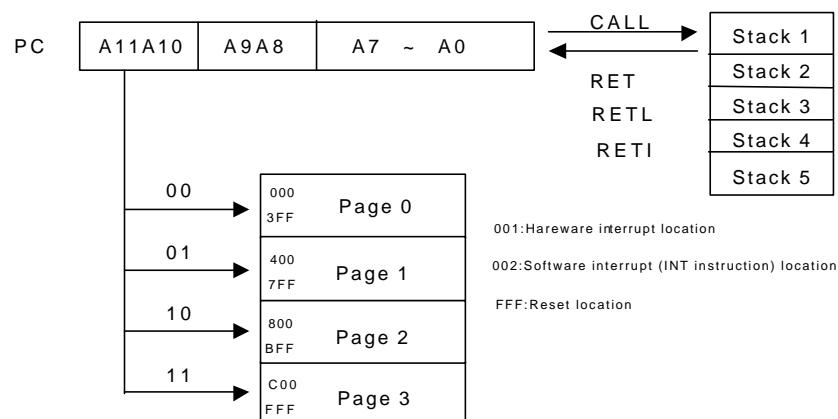 PC
A11A10 A9A8 A7 ~ A0
CALL
RET
RETL
RETI
Stack 1
Stack 2
Stack 3
Stack 4
Stack 5
00
000
3FF
Page 0
01
400
7FF
Page 1
10
800
BFF
Page 2
11
C00
FFF
Page 3
001:Hareware interrupt location
002:Software interrupt (INT instruction) location
FFF:Reset location